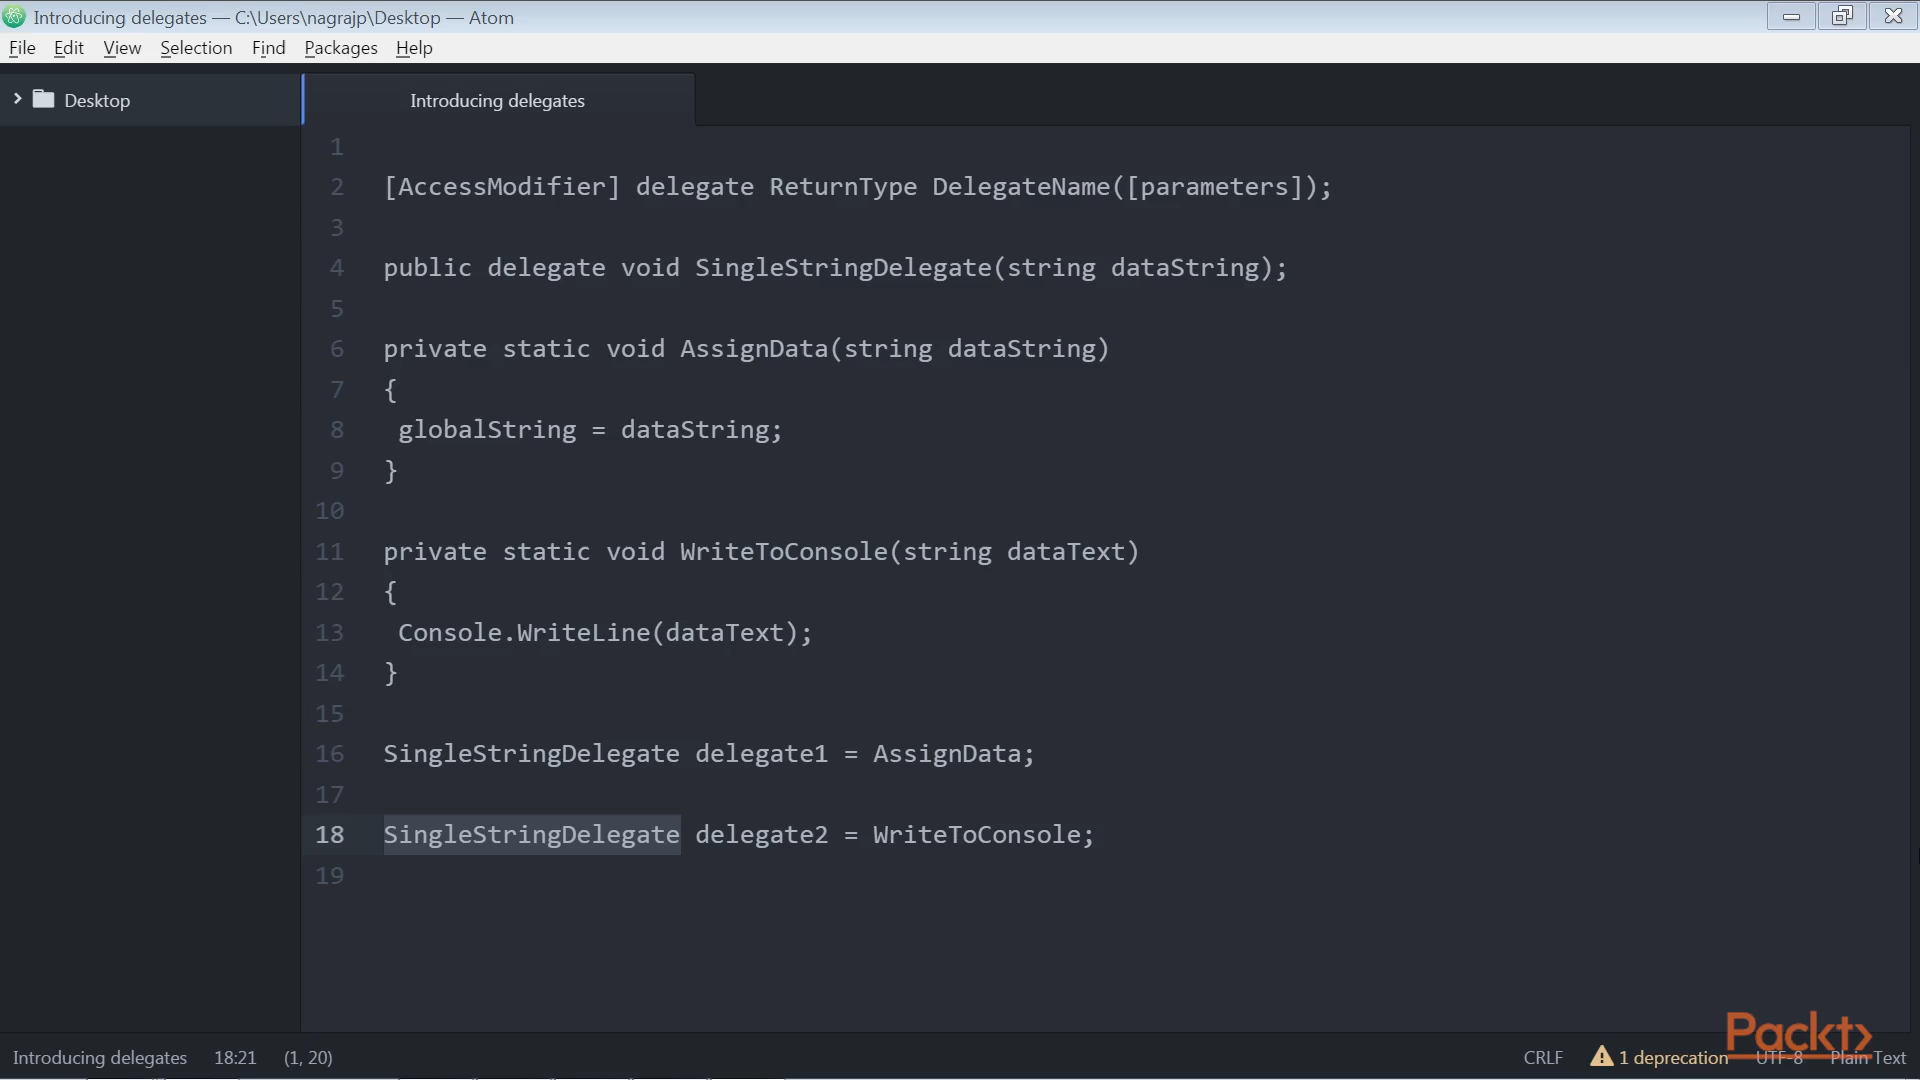 Introducing delegates — C:\Users\nagrajp\Desktop — Atom
File Edit View Selection Find Packages Help
Desktop
Introducing delegates
1
2 [AccessModifier] delegate ReturnType DelegateName([parameters]);
3
4 public delegate void SingleStringDelegate(string dataString);
5
6 private static void AssignData(string dataString)
7 {
8 globalString = dataString;
9 }
10
11 private static void WriteToConsole(string dataText)
12 {
13 Console.WriteLine(dataText);
14 }
15
16 SingleStringDelegate delegate1 = AssignData;
17
18 SingleStringDelegate delegate2 = WriteToConsole;
19
Packt>
Introducing delegates 18:21 (1, 20) CRLF 1 deprecation UTF-8 Plain Text